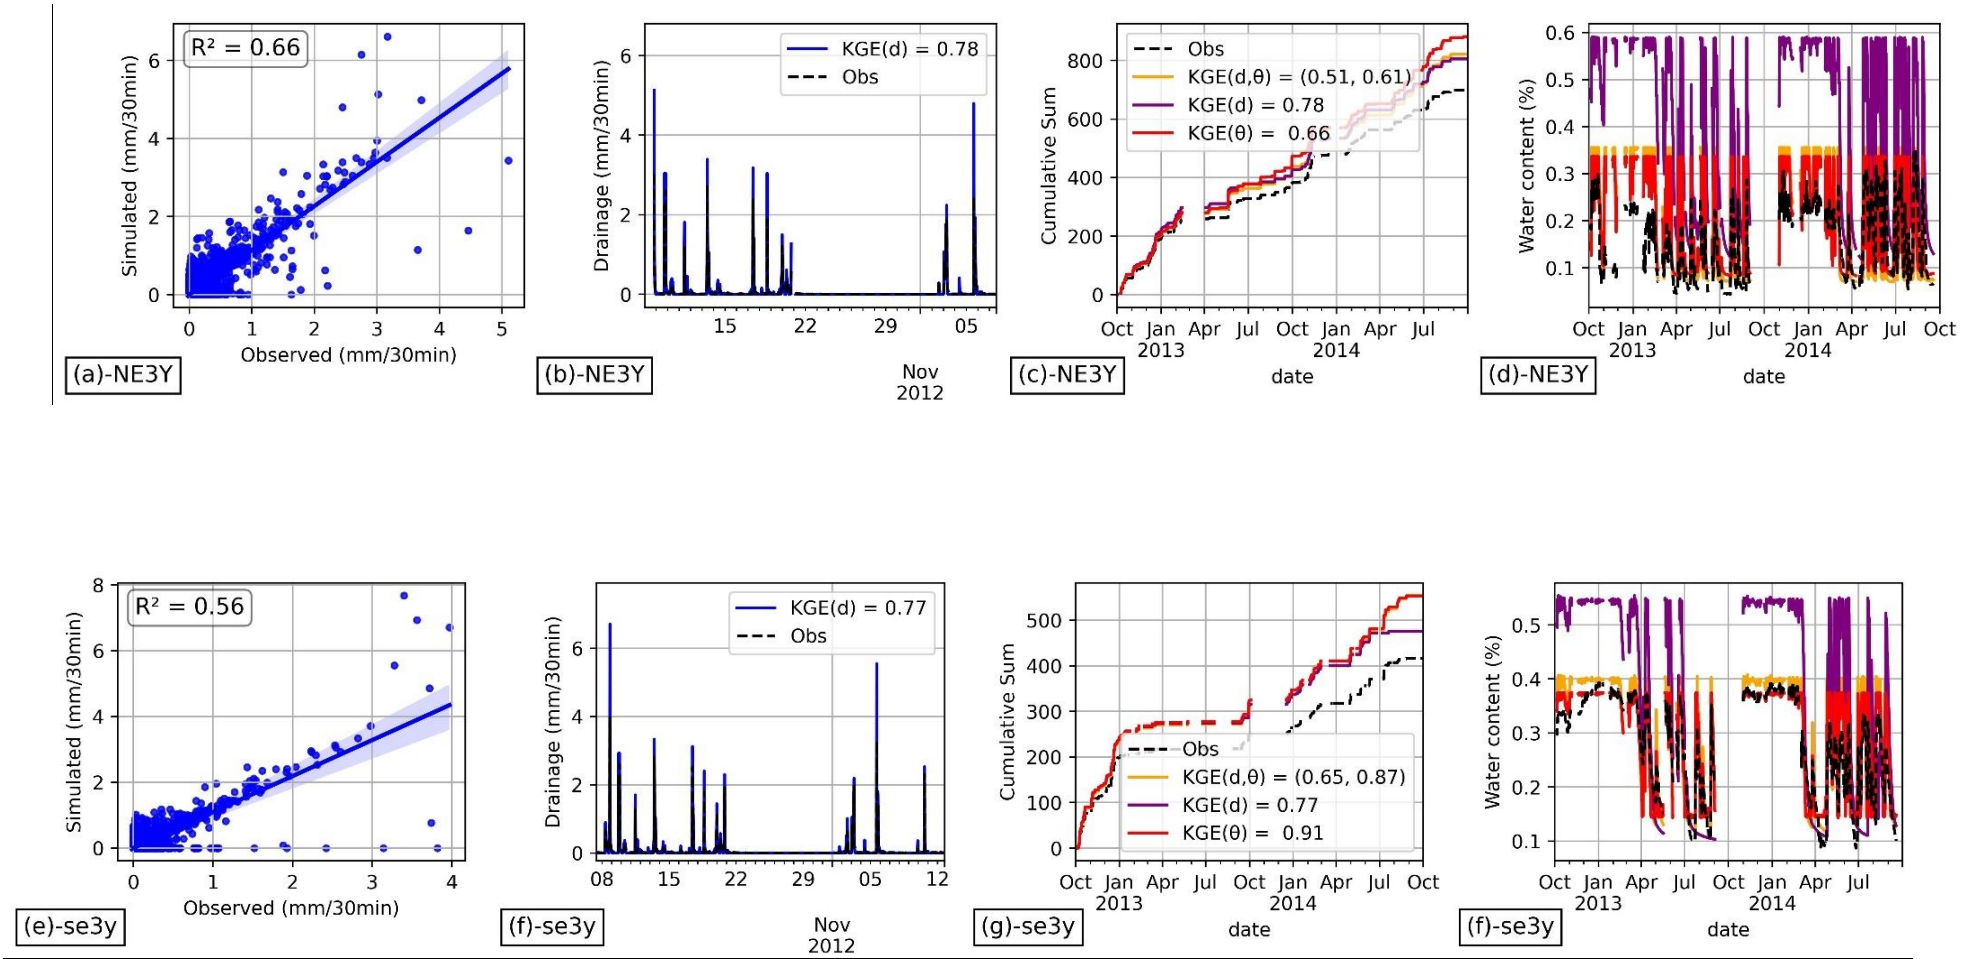 R² = 0.66
Simulated (mm/30min)
6
4
2
0
0 1 2 3 4 5
Observed (mm/30min)
(a)-NE3Y
KGE(d) = 0.78
Obs
Drainage (mm/30min)
6
4
2
0
15 22 29 05
Nov
2012
(b)-NE3Y
Obs
KGE(d,θ) = (0.51, 0.61)
KGE(d) = 0.78
KGE(θ) = 0.66
Cumulative Sum
800
600
400
200
0
Oct Jan Apr Jul Oct Jan Apr Jul
2013 2014
date
(c)-NE3Y
Water content (%)
0.6
0.5
0.4
0.3
0.2
0.1
Oct Jan Apr Jul Oct Jan Apr Jul Oct
2013 2014
date
(d)-NE3Y
R² = 0.56
Simulated (mm/30min)
8
6
4
2
0
0 1 2 3 4
Observed (mm/30min)
(e)-se3y
KGE(d) = 0.77
Obs
Drainage (mm/30min)
6
4
2
0
08 15 22 29 05 12
Nov
2012
(f)-se3y
Cumulative Sum
500
400
300
200
100
0
Obs
KGE(d,θ) = (0.65, 0.87)
KGE(d) = 0.77
KGE(θ) = 0.91
Oct Jan Apr Jul Oct Jan Apr Jul Oct
2013 2014
date
(g)-se3y
Water content (%)
0.5
0.4
0.3
0.2
0.1
Oct Jan Apr Jul Oct Jan Apr Jul
2013 2014
date
(f)-se3y